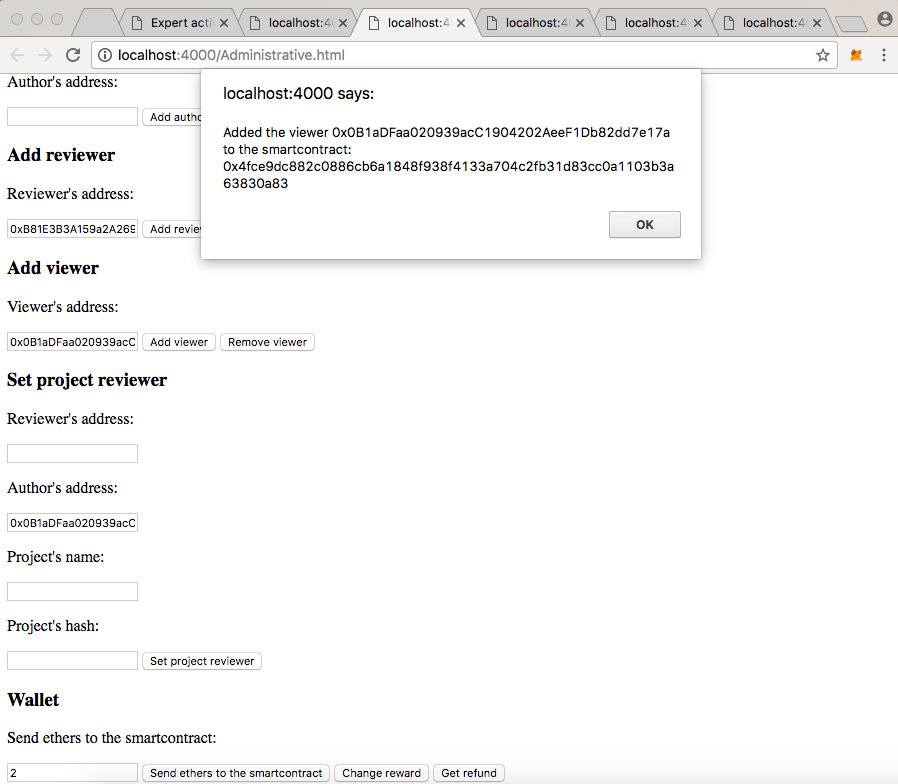 Expert acti
localhost:4
localhost:4
localhost:4
localhost:4
localhost:4
localhost:4000/Administrative.html
localhost:4000 says:
Added the viewer 0x0B1aDFaa020939acC1904202AeeF1Db82dd7e17a
to the smartcontract:
0x4fce9dc882c0886cb6a1848f938f4133a704c2fb31d83cc0a1103b3a
63830a83
OK
Author's address:
Add autho
Add reviewer
Reviewer's address:
0xB81E3B3A159a2A269 Add revie
Add viewer
Viewer's address:
0x0B1aDFaa020939acC Add viewer Remove viewer
Set project reviewer
Reviewer's address:
Author's address:
0x0B1aDFaa020939acC
Project's name:
Project's hash:
Set project reviewer
Wallet
Send ethers to the smartcontract:
2 Send ethers to the smartcontract Change reward Get refund